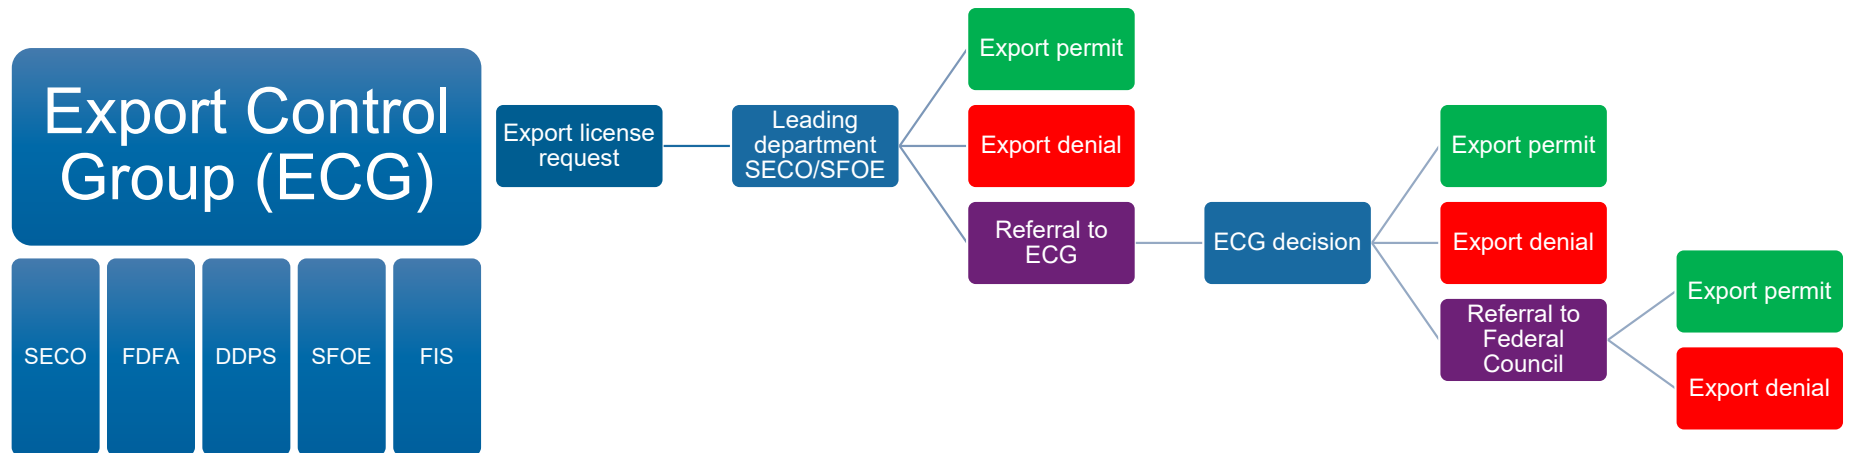 Export Control
Group (ECG)
SECO
FDFA
DDPS
SFOE
FIS
Export license
request
Leading
department
SECO/SFOE
Export permit
Export denial
Referral to
ECG
ECG decision
Export permit
Export denial
Referral to
Federal
Council
Export permit
Export denial